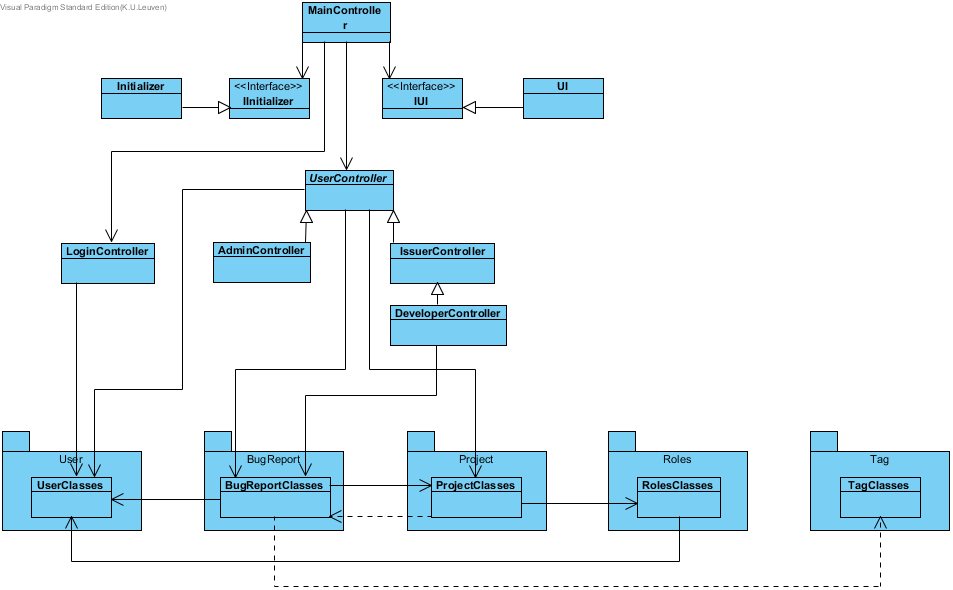 Visual Paradigm Standard Edition(K.U.Leuven)
MainControlle
r
Initializer
<<Interface>>
IInitializer
<<Interface>>
IUI
UI
UserController
LoginController
AdminController
IssuerController
DeveloperController
User
BugReport
Project
Roles
Tag
UserClasses
BugReportClasses
ProjectClasses
RolesClasses
TagClasses